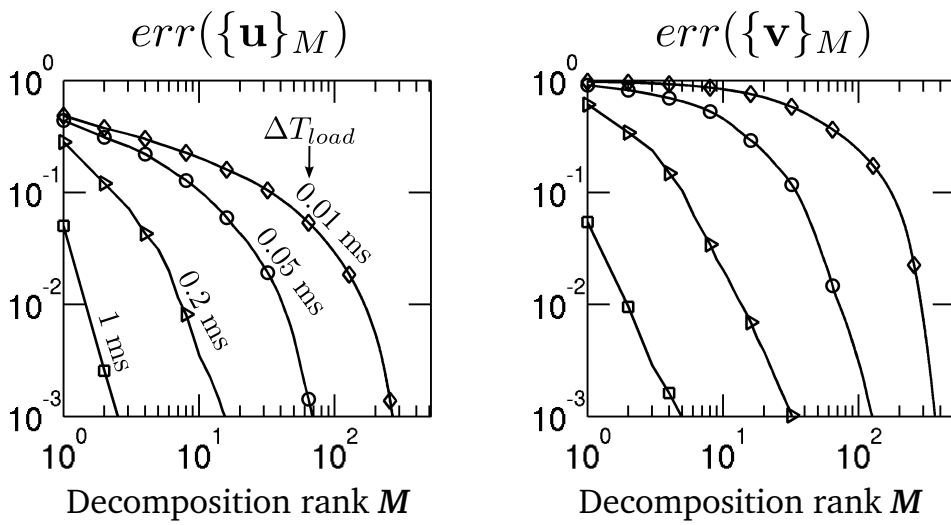 err({u}_M)
10^0
10^-1
10^-2
10^-3
10^0
10^1
10^2
ΔT_load
0.01 ms
0.05 ms
0.2 ms
1 ms
Decomposition rank M
err({v}_M)
10^0
10^-1
10^-2
10^-3
10^0
10^1
10^2
Decomposition rank M